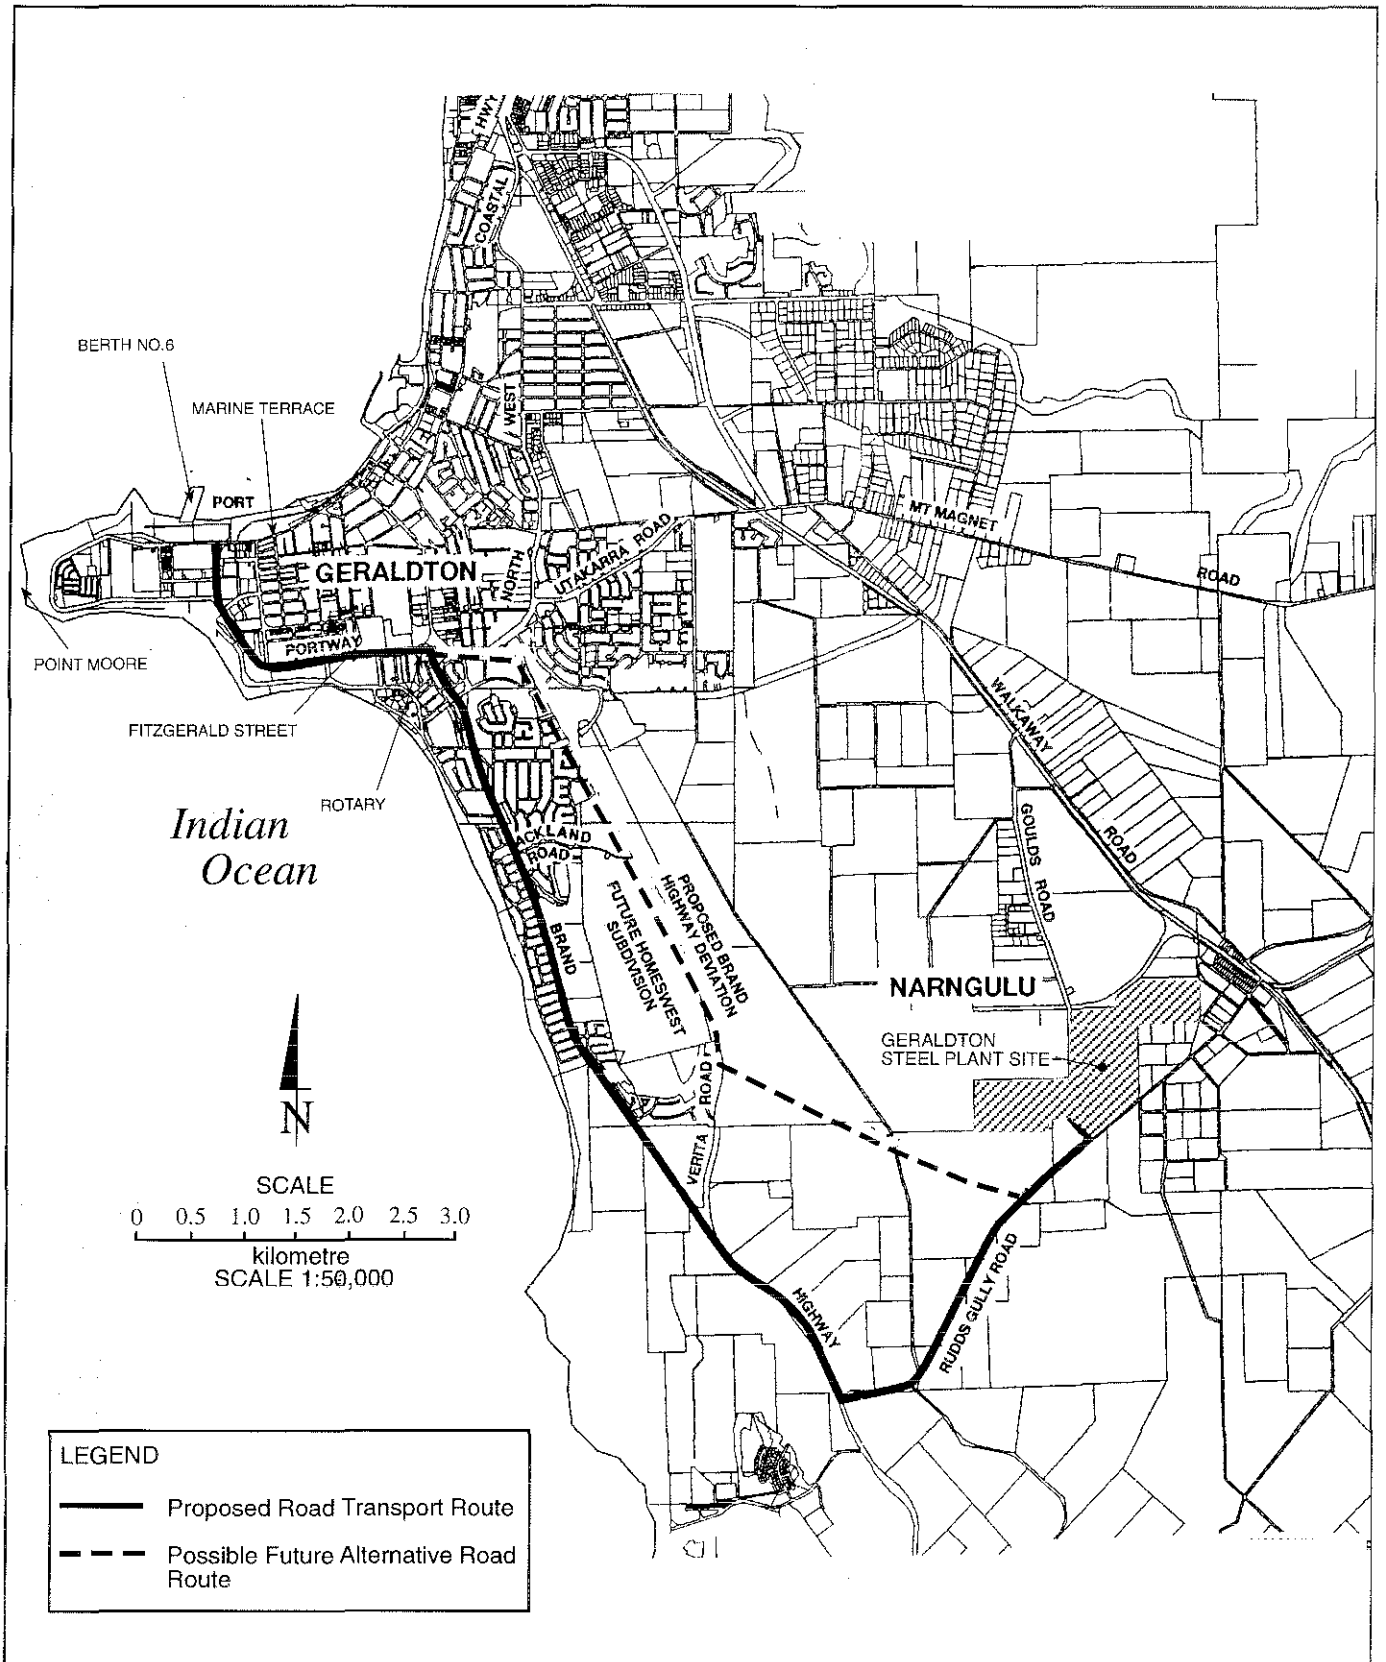 HWY
COASTAL
BERTH NO.6
MARINE TERRACE
WEST
PORT
MT MAGNET
ROAD
GERALDTON
NORTH
UTAKARRA ROAD
POINT MOORE
PORTWAY
FITZGERALD STREET
WALKAWAY
ROAD
ROTARY
Indian
Ocean
ACKLAND
ROAD
GOULDS ROAD
PROPOSED BRAND
HIGHWAY DEVIATION
FUTURE HOMESWEST
SUBDIVISION
BRAND
NARNGULU
GERALDTON
STEEL PLANT SITE
N
VERITA ROAD
SCALE
0 0.5 1.0 1.5 2.0 2.5 3.0
kilometre
SCALE 1:50,000
HIGHWAY
RUDDS GULLY ROAD
LEGEND
Proposed Road Transport Route
Possible Future Alternative Road
Route